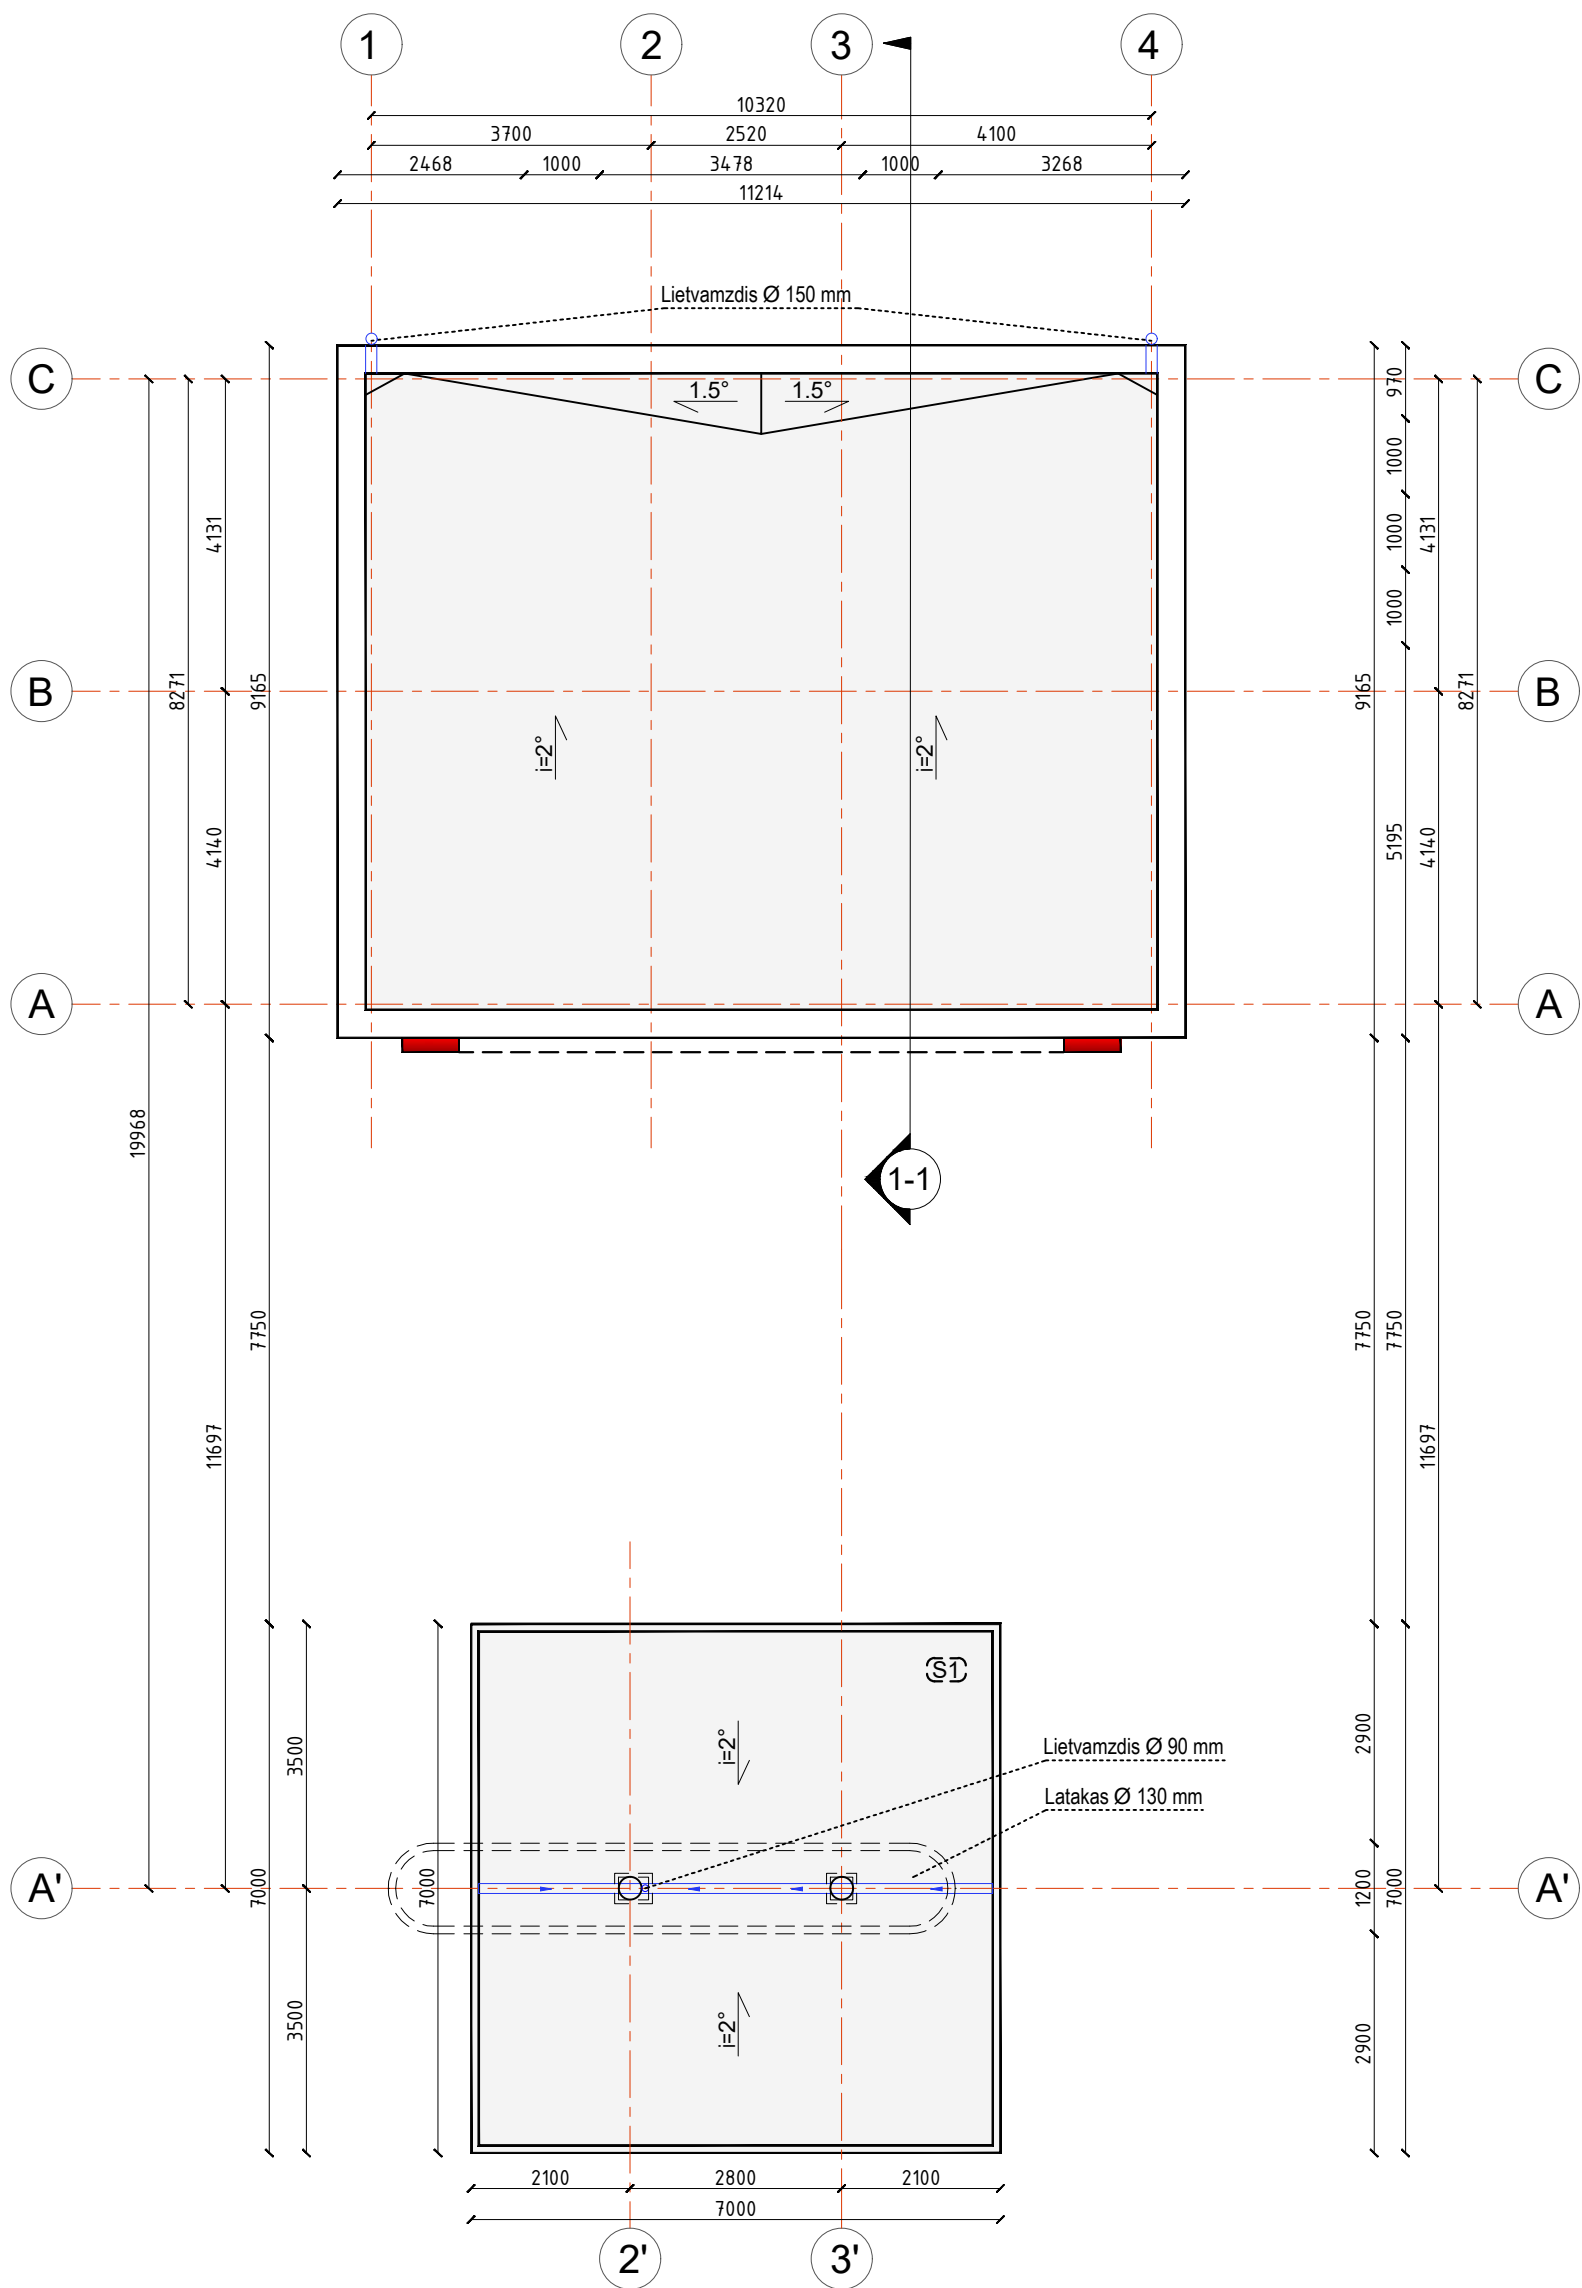 1 2 3 4
10320
3700 2520 4100
2468 1000 3478 1000 3268
11214
Lietvamzdis Ø 150 mm
C C
1.5° 1.5°
970
1000
4131 1000 4131
1000
B 8271 9165 9165 8271 B
i=2° i=2°
4140 5195 4140
A A
19968
1-1
7750 7750 7750
11697 11697
S1
3500 i=2° 2900
Lietvamzdis Ø 90 mm
Latakas Ø 130 mm
A' 7000 7000 1200 7000 A'
3500 i=2° 2900
2100 2800 2100
7000
2' 3'